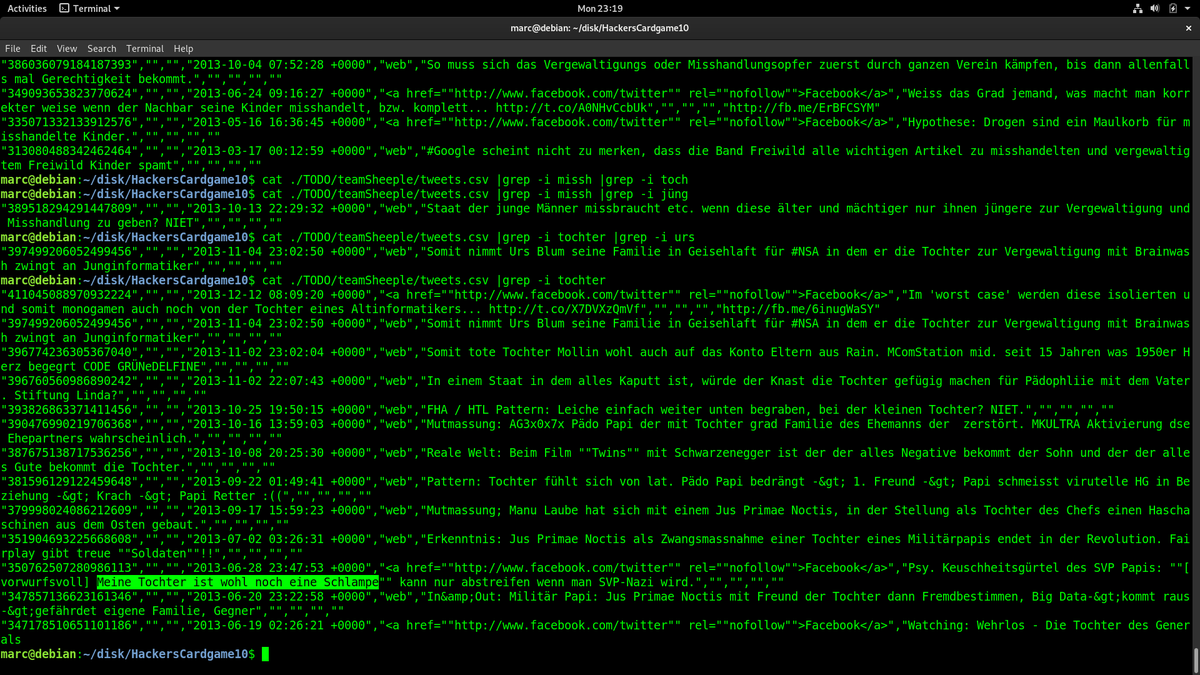 Activities Terminal Mon 23:19
marc@debian: ~/disk/HackersCardgame10 ×
File Edit View Search Terminal Help
"386036079184187393","","","2013-10-04 07:52:28 +0000","web","So muss sich das Vergewaltigungs oder Misshandlungsopfer zuerst durch ganzen Verein kämpfen, bis dann allenfall
s mal Gerechtigkeit bekommt.","","","",""
"349093653823770624","","","2013-06-24 09:16:27 +0000","<a href=""http://www.facebook.com/twitter"" rel=""nofollow"">Facebook</a>","Weiss das Grad jemand, was macht man korr
ekter weise wenn der Nachbar seine Kinder misshandelt, bzw. komplett... http://t.co/A0NHvCcbUk","","","","http://fb.me/ErBFCSYM"
"335071332133912576","","","2013-05-16 16:36:45 +0000","<a href=""http://www.facebook.com/twitter"" rel=""nofollow"">Facebook</a>","Hypothese: Drogen sind ein Maulkorb für m
isshandelte Kinder.","","","",""
"313080488342462464","","","2013-03-17 00:12:59 +0000","web","#Google scheint nicht zu merken, dass die Band Freiwild alle wichtigen Artikel zu misshandelten und vergewaltig
tem Freiwild Kinder spamt","","","",""
marc@debian:~/disk/HackersCardgame10$ cat ./TODO/teamSheeple/tweets.csv |grep -i missh |grep -i toch
marc@debian:~/disk/HackersCardgame10$ cat ./TODO/teamSheeple/tweets.csv |grep -i missh |grep -i jüng
"389518294291447809","","","2013-10-13 22:29:32 +0000","web","Staat der junge Männer missbraucht etc. wenn diese älter und mächtiger nur ihnen jüngere zur Vergewaltigung und
 Misshandlung zu geben? NIET","","","",""
marc@debian:~/disk/HackersCardgame10$ cat ./TODO/teamSheeple/tweets.csv |grep -i tochter |grep -i urs
"397499206052499456","","","2013-11-04 23:02:50 +0000","web","Somit nimmt Urs Blum seine Familie in Geisehlaft für #NSA in dem er die Tochter zur Vergewaltigung mit Brainwas
h zwingt an Junginformatiker","","","",""
marc@debian:~/disk/HackersCardgame10$ cat ./TODO/teamSheeple/tweets.csv |grep -i tochter
"411045088970932224","","","2013-12-12 08:09:20 +0000","<a href=""http://www.facebook.com/twitter"" rel=""nofollow"">Facebook</a>","Im 'worst case' werden diese isolierten u
nd somit monogamen auch noch von der Tochter eines Altinformatikers... http://t.co/X7DVXzQmVf","","","","http://fb.me/6inugWaSY"
"397499206052499456","","","2013-11-04 23:02:50 +0000","web","Somit nimmt Urs Blum seine Familie in Geisehlaft für #NSA in dem er die Tochter zur Vergewaltigung mit Brainwas
h zwingt an Junginformatiker","","","",""
"396774236305367040","","","2013-11-02 23:02:04 +0000","web","Somit tote Tochter Mollin wohl auch auf das Konto Eltern aus Rain. MComStation mid. seit 15 Jahren was 1950er H
erz begegrt CODE GRÜNeDELFINE","","","",""
"396760560986890242","","","2013-11-02 22:07:43 +0000","web","In einem Staat in dem alles Kaputt ist, würde der Knast die Tochter gefügig machen für Pädophliie mit dem Vater
. Stiftung Linda?","","","",""
"393826863371411456","","","2013-10-25 19:50:15 +0000","web","FHA / HTL Pattern: Leiche einfach weiter unten begraben, bei der kleinen Tochter? NIET.","","","",""
"390476990219706368","","","2013-10-16 13:59:03 +0000","web","Mutmassung: AG3x0x7x Pädo Papi der mit Tochter grad Familie des Ehemanns der  zerstört. MKULTRA Aktivierung dse
 Ehepartners wahrscheinlich.","","","",""
"387675138717536256","","","2013-10-08 20:25:30 +0000","web","Reale Welt: Beim Film ""Twins"" mit Schwarzenegger ist der der alles Negative bekommt der Sohn und der der alle
s Gute bekommt die Tochter.","","","",""
"381596129122459648","","","2013-09-22 01:49:41 +0000","web","Pattern: Tochter fühlt sich von lat. Pädo Papi bedrängt -&gt; 1. Freund -&gt; Papi schmeisst virutelle HG in Be
ziehung -&gt; Krach -&gt; Papi Retter :((","","","",""
"379998024086212609","","","2013-09-17 15:59:23 +0000","web","Mutmassung; Manu Laube hat sich mit einem Jus Primae Noctis, in der Stellung als Tochter des Chefs einen Hascha
schinen aus dem Osten gebaut.","","","",""
"351904693225668608","","","2013-07-02 03:26:31 +0000","web","Erkenntnis: Jus Primae Noctis als Zwangsmassnahme einer Tochter eines Militärpapis endet in der Revolution. Fai
rplay gibt treue ""Soldaten""!!","","","",""
"350762507280986113","","","2013-06-28 23:47:53 +0000","<a href=""http://www.facebook.com/twitter"" rel=""nofollow"">Facebook</a>","Psy. Keuschheitsgürtel des SVP Papis: ""[
vorwurfsvoll] Meine Tochter ist wohl noch eine Schlampe"" kann nur abstreifen wenn man SVP-Nazi wird.","","","",""
"347857136623161346","","","2013-06-20 23:22:58 +0000","web","In&amp;Out: Militär Papi: Jus Primae Noctis mit Freund der Tochter dann Fremdbestimmen, Big Data-&gt;kommt raus
-&gt;gefährdet eigene Familie, Gegner","","","",""
"347178510651101186","","","2013-06-19 02:26:21 +0000","<a href=""http://www.facebook.com/twitter"" rel=""nofollow"">Facebook</a>","Watching: Wehrlos - Die Tochter des Gener
als
marc@debian:~/disk/HackersCardgame10$